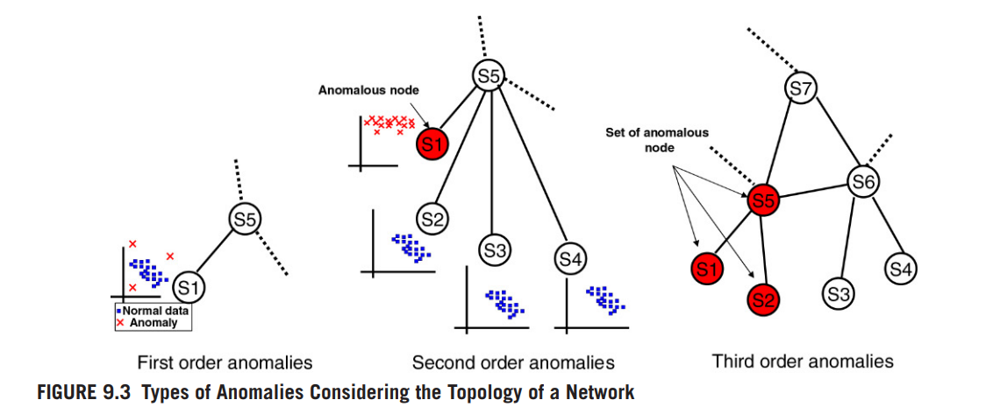 S5
S1
Normal data
Anomaly
First order anomalies
Anomalous node
S5
S1
S2
S3
S4
Second order anomalies
Set of anomalous
node
S7
S5
S6
S1
S2
S3
S4
Third order anomalies
FIGURE 9.3 Types of Anomalies Considering the Topology of a Network